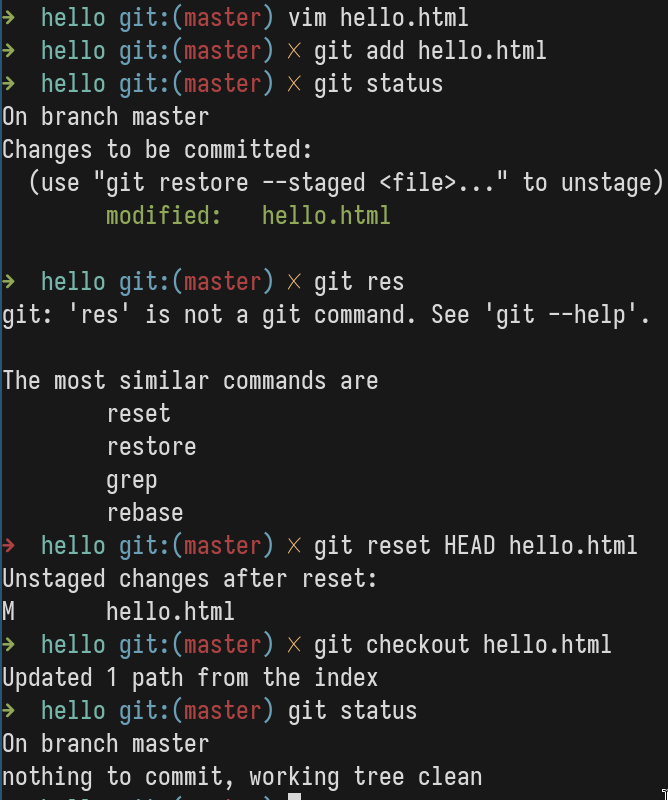 →  hello git:(master) vim hello.html
→  hello git:(master) ✗ git add hello.html
→  hello git:(master) ✗ git status
On branch master
Changes to be committed:
  (use "git restore --staged <file>..." to unstage)
        modified:   hello.html

→  hello git:(master) ✗ git res
git: 'res' is not a git command. See 'git --help'.

The most similar commands are
        reset
        restore
        grep
        rebase
→  hello git:(master) ✗ git reset HEAD hello.html
Unstaged changes after reset:
M       hello.html
→  hello git:(master) ✗ git checkout hello.html
Updated 1 path from the index
→  hello git:(master) git status
On branch master
nothing to commit, working tree clean